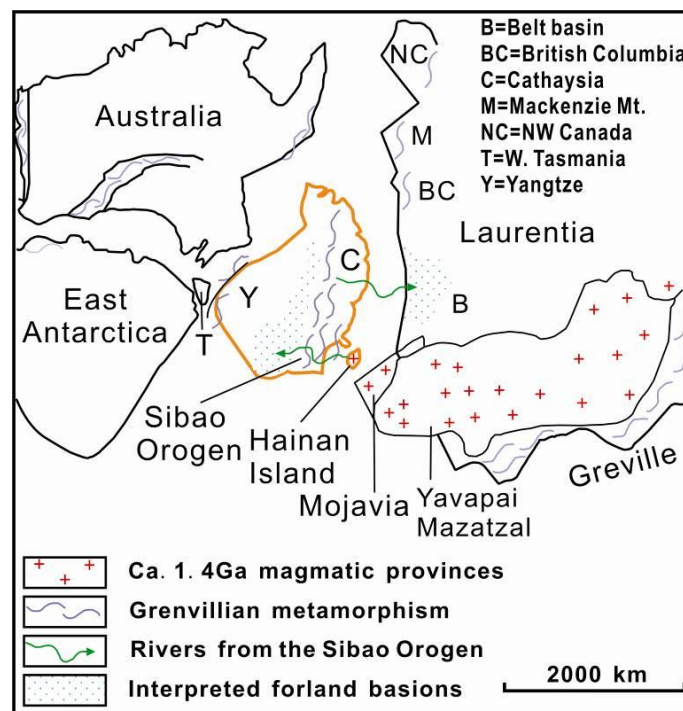 B=Belt basin
BC=British Columbia
C=Cathaysia
M=Mackenzie Mt.
NC=NW Canada
T=W. Tasmania
Y=Yangtze
NC
Australia
M
BC
Laurentia
C
East
Antarctica
Y
B
T
Sibao
Orogen
Hainan
Island
Mojavia
Yavapai
Mazatzal
Greville
Ca. 1. 4Ga magmatic provinces
Grenvillian metamorphism
Rivers from the Sibao Orogen
Interpreted forland basions
2000 km